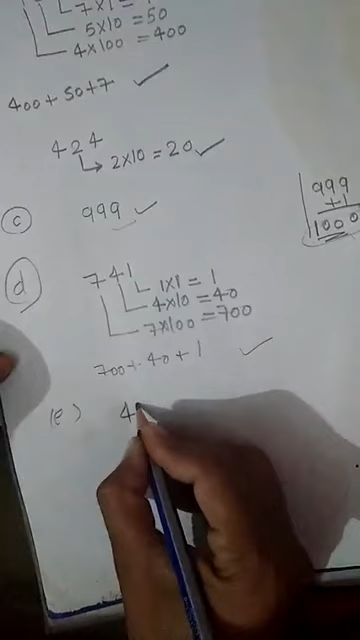 7x1=
5x10=50
4x100=400
400+50+7
424
2x10=20
(c) 999
999
+1
1000
(d) 741
1x1=1
4x10=40
7x100=700
700+40+1
(e) 4